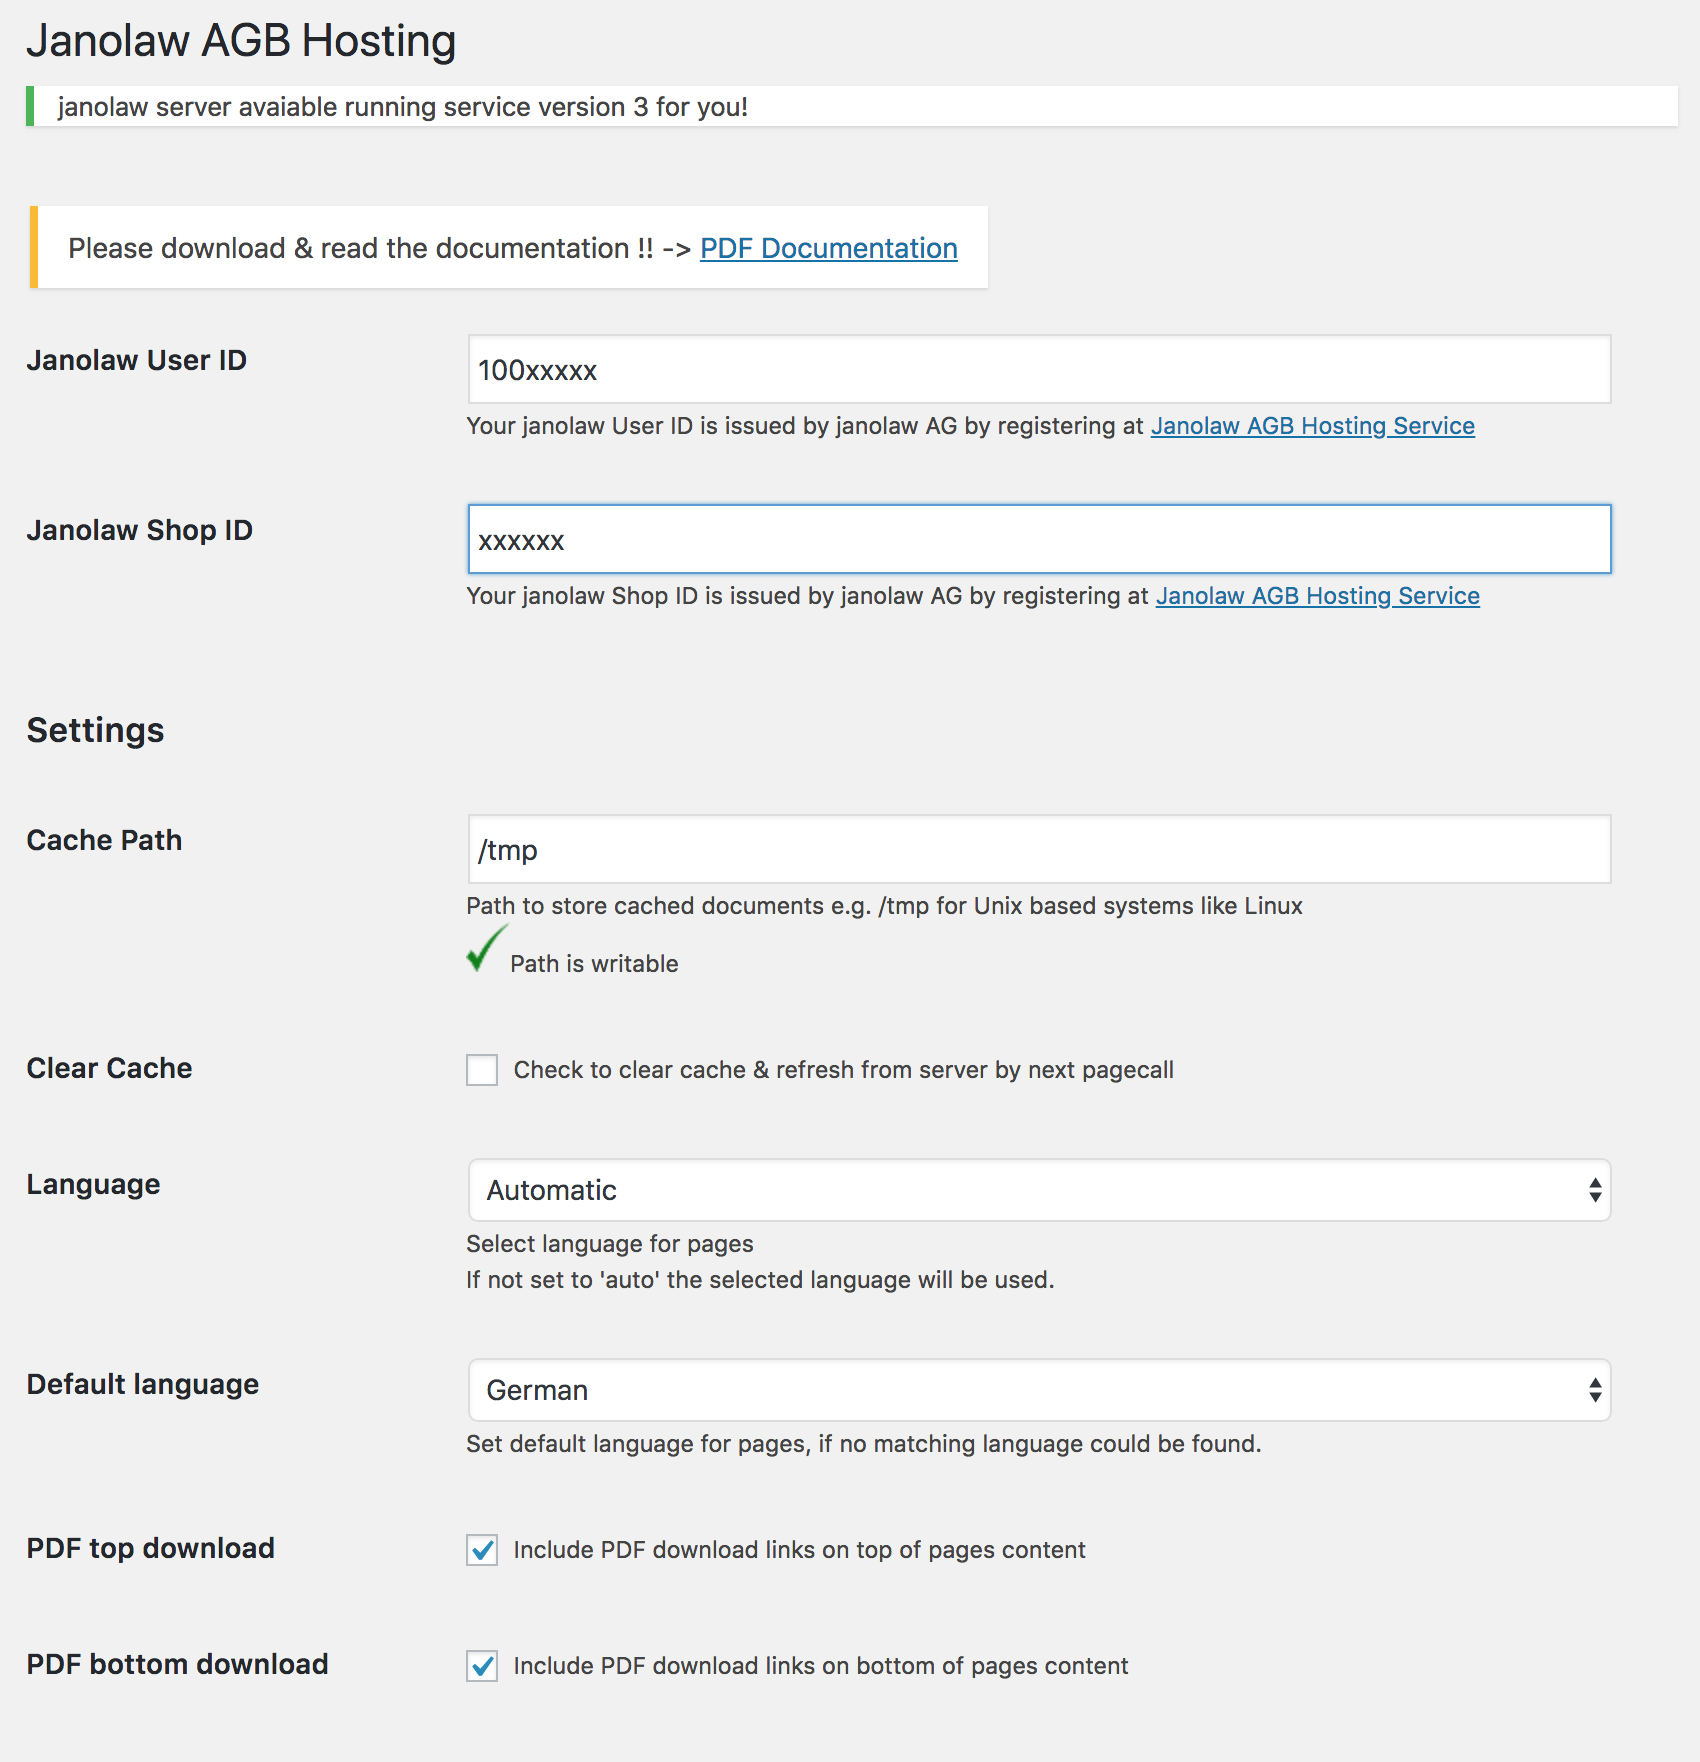 Janolaw AGB Hosting
janolaw server avaiable running service version 3 for you!
Please download & read the documentation !! -> PDF Documentation
Janolaw User ID
100xxxxx
Your janolaw User ID is issued by janolaw AG by registering at Janolaw AGB Hosting Service
Janolaw Shop ID
xxxxxx
Your janolaw Shop ID is issued by janolaw AG by registering at Janolaw AGB Hosting Service
Settings
Cache Path
/tmp
Path to store cached documents e.g. /tmp for Unix based systems like Linux
Path is writable
Clear Cache
Check to clear cache & refresh from server by next pagecall
Language
Automatic
Select language for pages
If not set to 'auto' the selected language will be used.
Default language
German
Set default language for pages, if no matching language could be found.
PDF top download
Include PDF download links on top of pages content
PDF bottom download
Include PDF download links on bottom of pages content